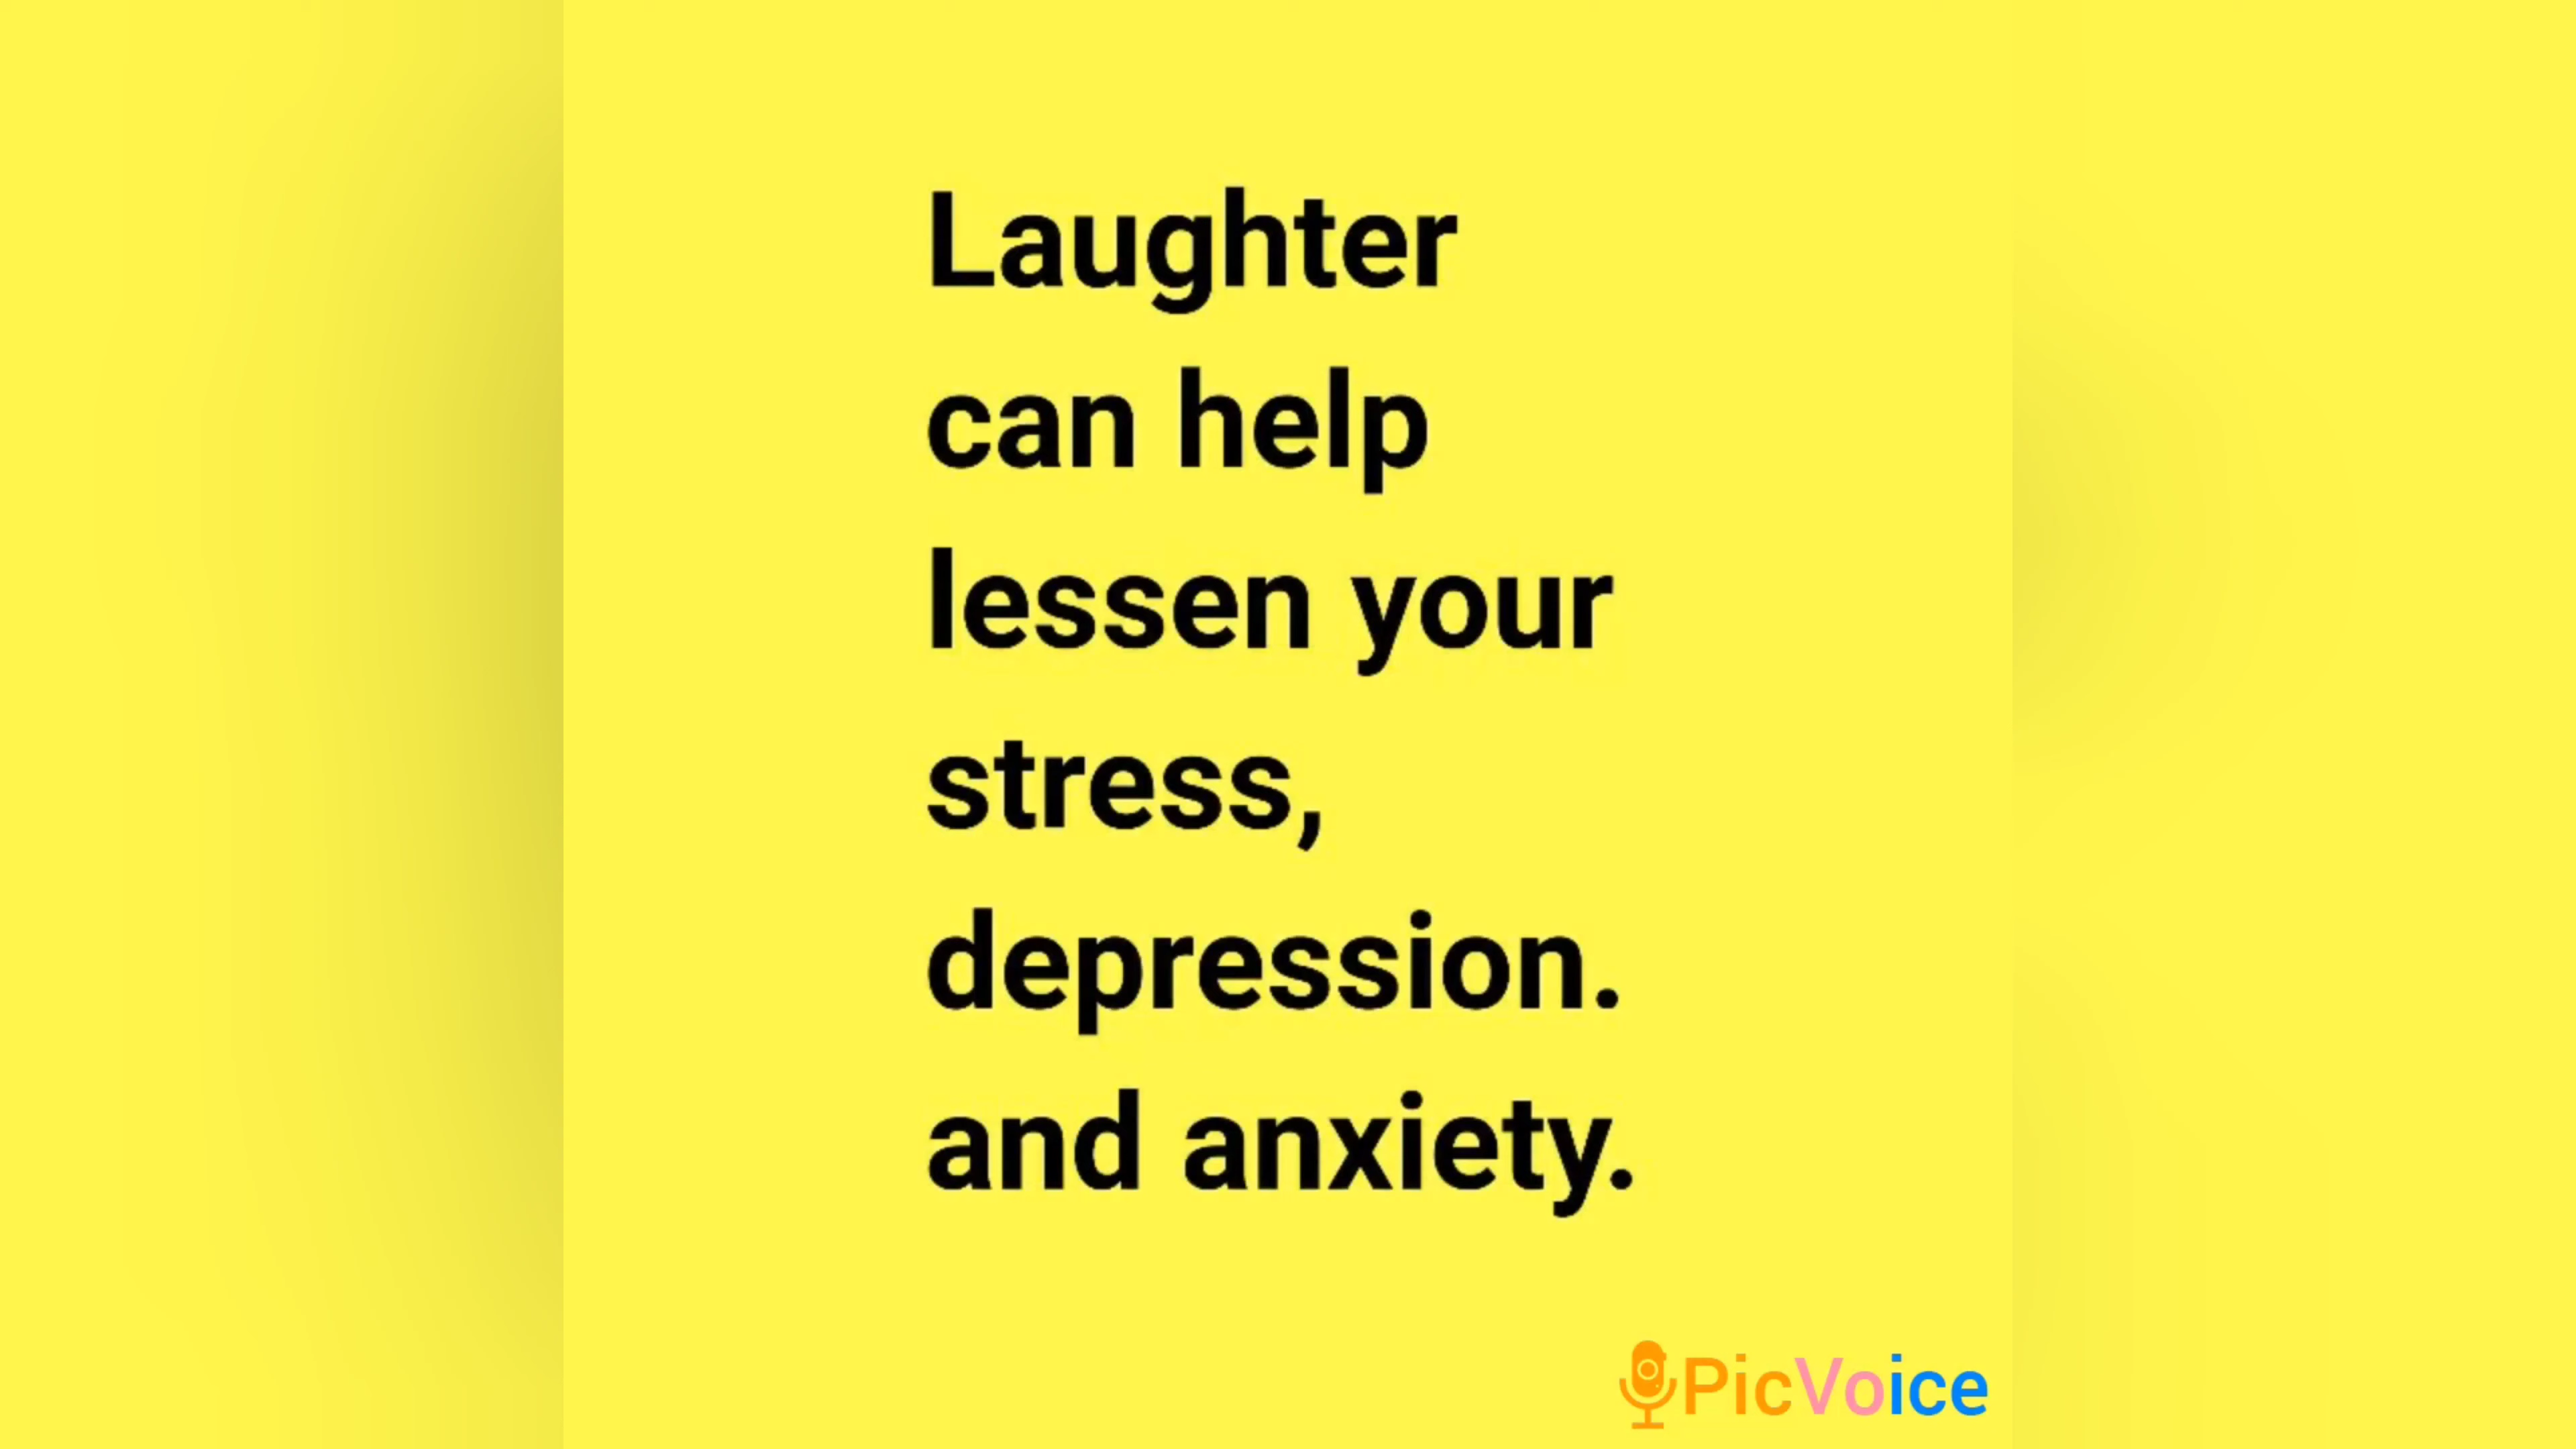 Laughter
can help
lessen your
stress,
depression.
and anxiety.
PicVoice